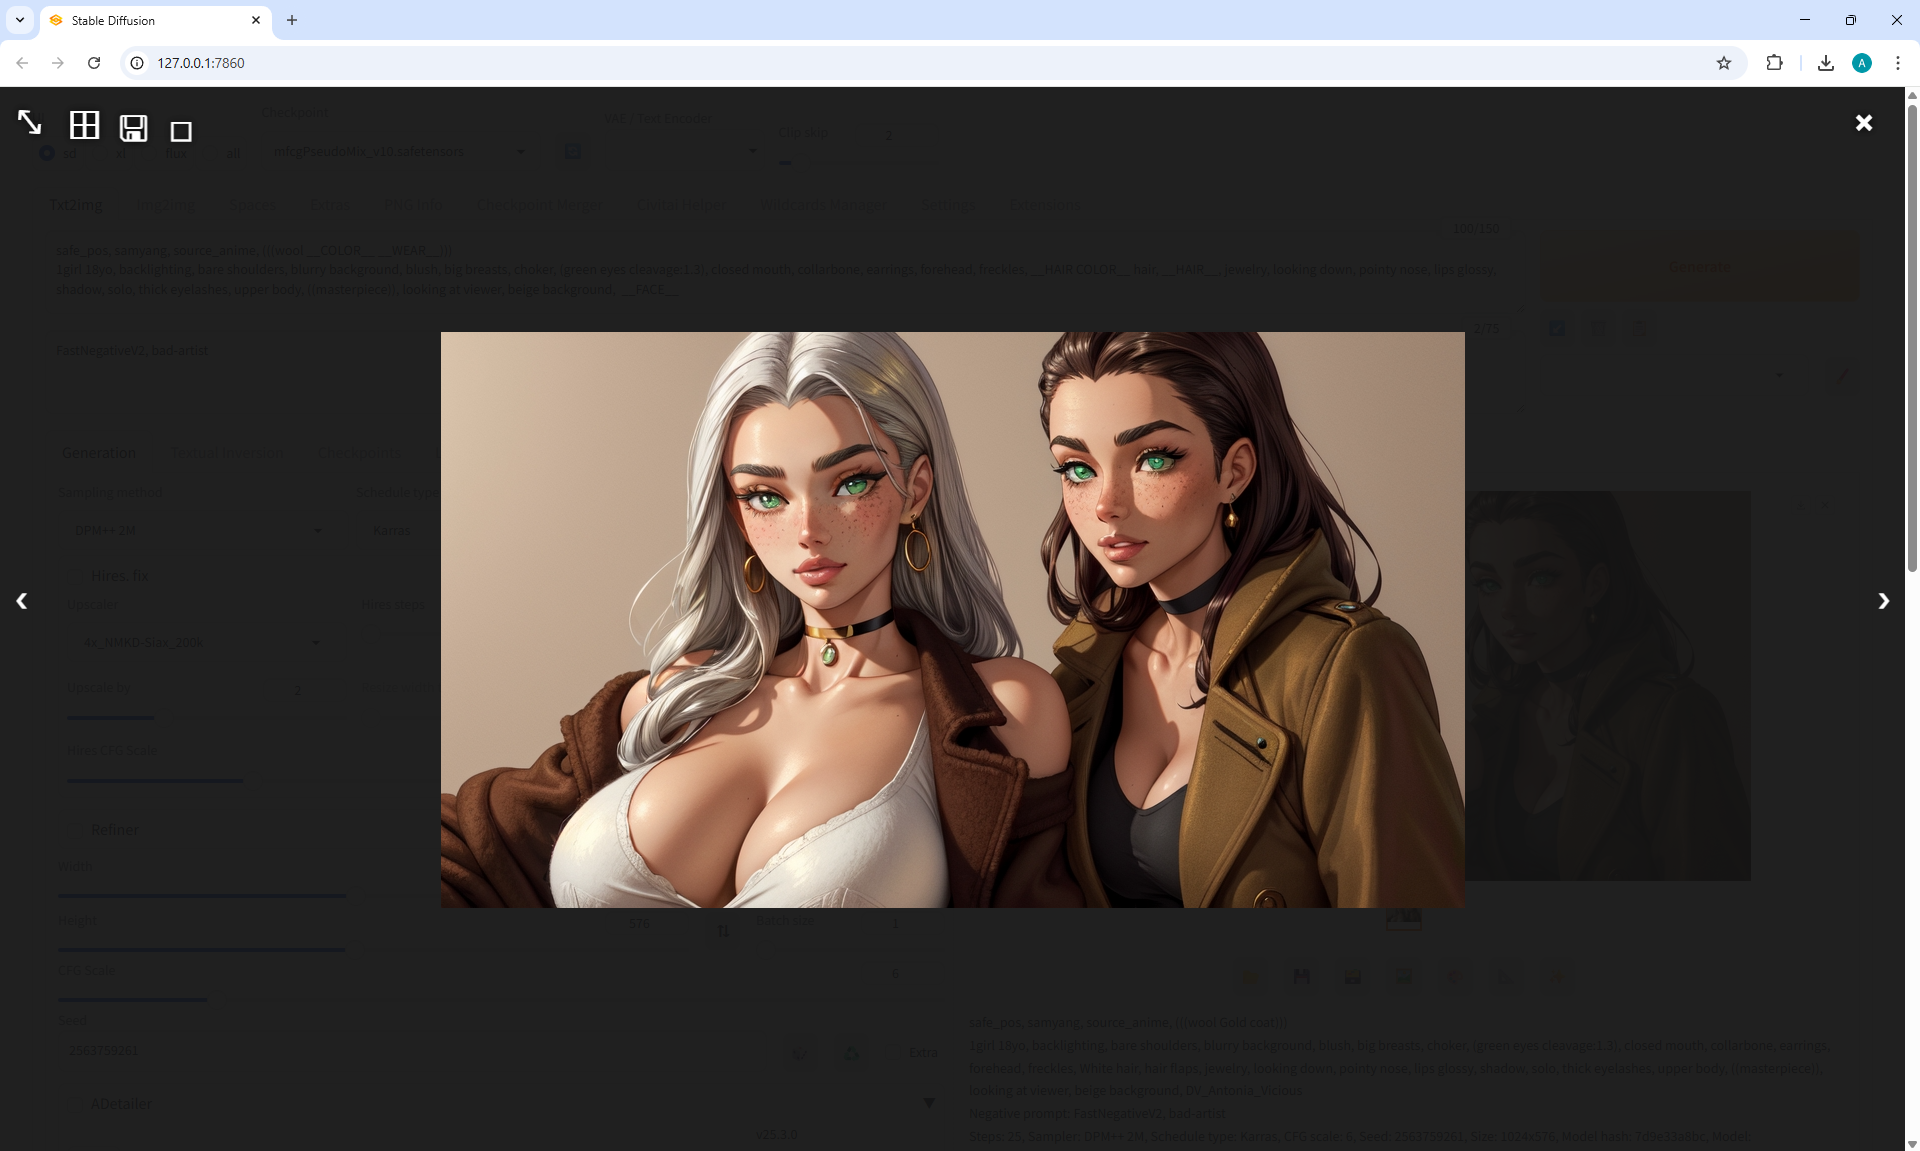 Stable Diffusion
127.0.0.1:7860
Checkpoint
VAE / Text Encoder
Clip skip
2
sd
xl
flux
all
mfcgPseudoMix_v10.safetensors
Txt2img
Img2img
Spaces
Extras
PNG Info
Checkpoint Merger
Civitai Helper
Wildcards Manager
Settings
Extensions
100/150
safe_pos, samyang, source_anime, (((wool __COLOR__ __WEAR__)))
1girl 18yo, backlighting, bare shoulders, blurry background, blush, big breasts, choker, (green eyes cleavage:1.3), closed mouth, collarbone, earrings, forehead, freckles, __HAIR COLOR__ hair, __HAIR__, jewelry, looking down, pointy nose, lips glossy,
shadow, solo, thick eyelashes, upper body, ((masterpiece)), looking at viewer, beige background, __FACE__
Generate
2/75
FastNegativeV2, bad-artist
Generation
Textual Inversion
Checkpoints
Sampling method
Schedule type
DPM++ 2M
Karras
Hires. fix
Upscaler
Hires steps
4x_NMKD-Siax_200k
Upscale by
2
Hires CFG Scale
Refiner
Width
Height
576
Batch size
1
CFG Scale
6
Seed
2563759261
Extra
ADetailer
v25.3.0
safe_pos, samyang, source_anime, (((wool Gold coat)))
1girl 18yo, backlighting, bare shoulders, blurry background, blush, big breasts, choker, (green eyes cleavage:1.3), closed mouth, collarbone, earrings,
forehead, freckles, White hair, hair flaps, jewelry, looking down, pointy nose, lips glossy, shadow, solo, thick eyelashes, upper body, ((masterpiece)),
looking at viewer, beige background, DV_Antonia_Vicious
Negative prompt: FastNegativeV2, bad-artist
Steps: 25, Sampler: DPM++ 2M, Schedule type: Karras, CFG scale: 6, Seed: 2563759261, Size: 1024x576, Model hash: 7d9e33a8bc, Model: